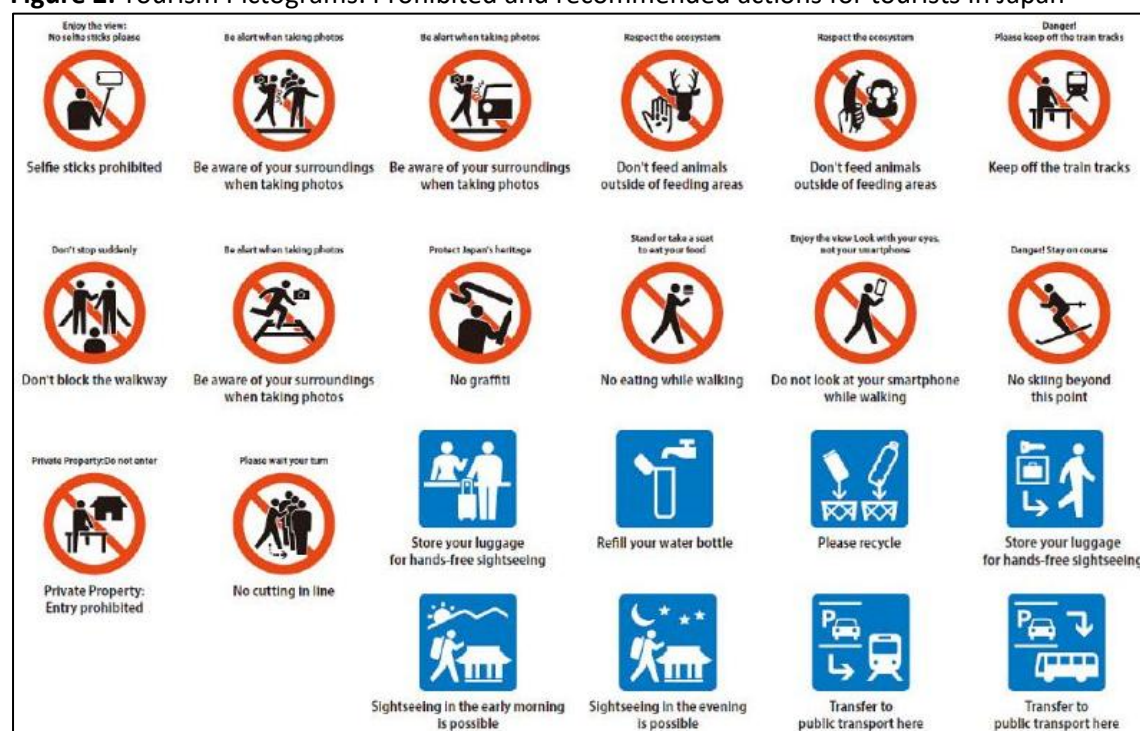 Figure 2. Tourism Pictograms: Prohibited and recommended actions for tourists in Japan
Enjoy the view:
No selfie sticks please
Selfie sticks prohibited
Be alert when taking photos
Be aware of your surroundings
when taking photos
Be alert when taking photos
Be aware of your surroundings
when taking photos
Respect the ecosystem
Don't feed animals
outside of feeding areas
Respect the ecosystem
Don't feed animals
outside of feeding areas
Danger!
Please keep off the train tracks
Keep off the train tracks
Don't stop suddenly
Don't block the walkway
Be alert when taking photos
Be aware of your surroundings
when taking photos
Protect Japan's heritage
No graffiti
Stand or take a seat
to eat your food
No eating while walking
Enjoy the view Look with your eyes,
not your smartphone
Do not look at your smartphone
while walking
Danger! Stay on course
No skiing beyond
this point
Private Property:Do not enter
Private Property:
Entry prohibited
Please wait your turn
No cutting in line
Store your luggage
for hands-free sightseeing
Refill your water bottle
Please recycle
Store your luggage
for hands-free sightseeing
Sightseeing in the early morning
is possible
Sightseeing in the evening
is possible
P
Transfer to
public transport here
P
Transfer to
public transport here